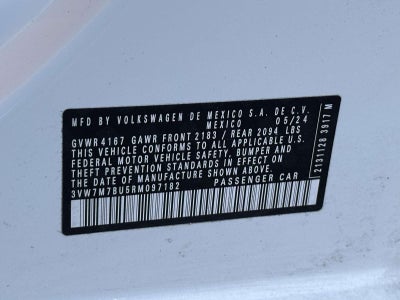 MFD BY VOLKSWAGEN DE MEXICO S.A. DE C.V.
MEXICO 05/24
GVWR 4167 GAWR FRONT 2183 / REAR 2094 LBS
THIS VEHICLE CONFORMS TO ALL APPLICABLE U.S.
FEDERAL MOTOR VEHICLE SAFETY, BUMPER AND
THEFT PREVENTION STANDARDS IN EFFECT ON
THE DATE OF MANUFACTURE SHOWN ABOVE.
3VW7M7BU5RM097182 PASSENGER CAR
2131128 3917 M